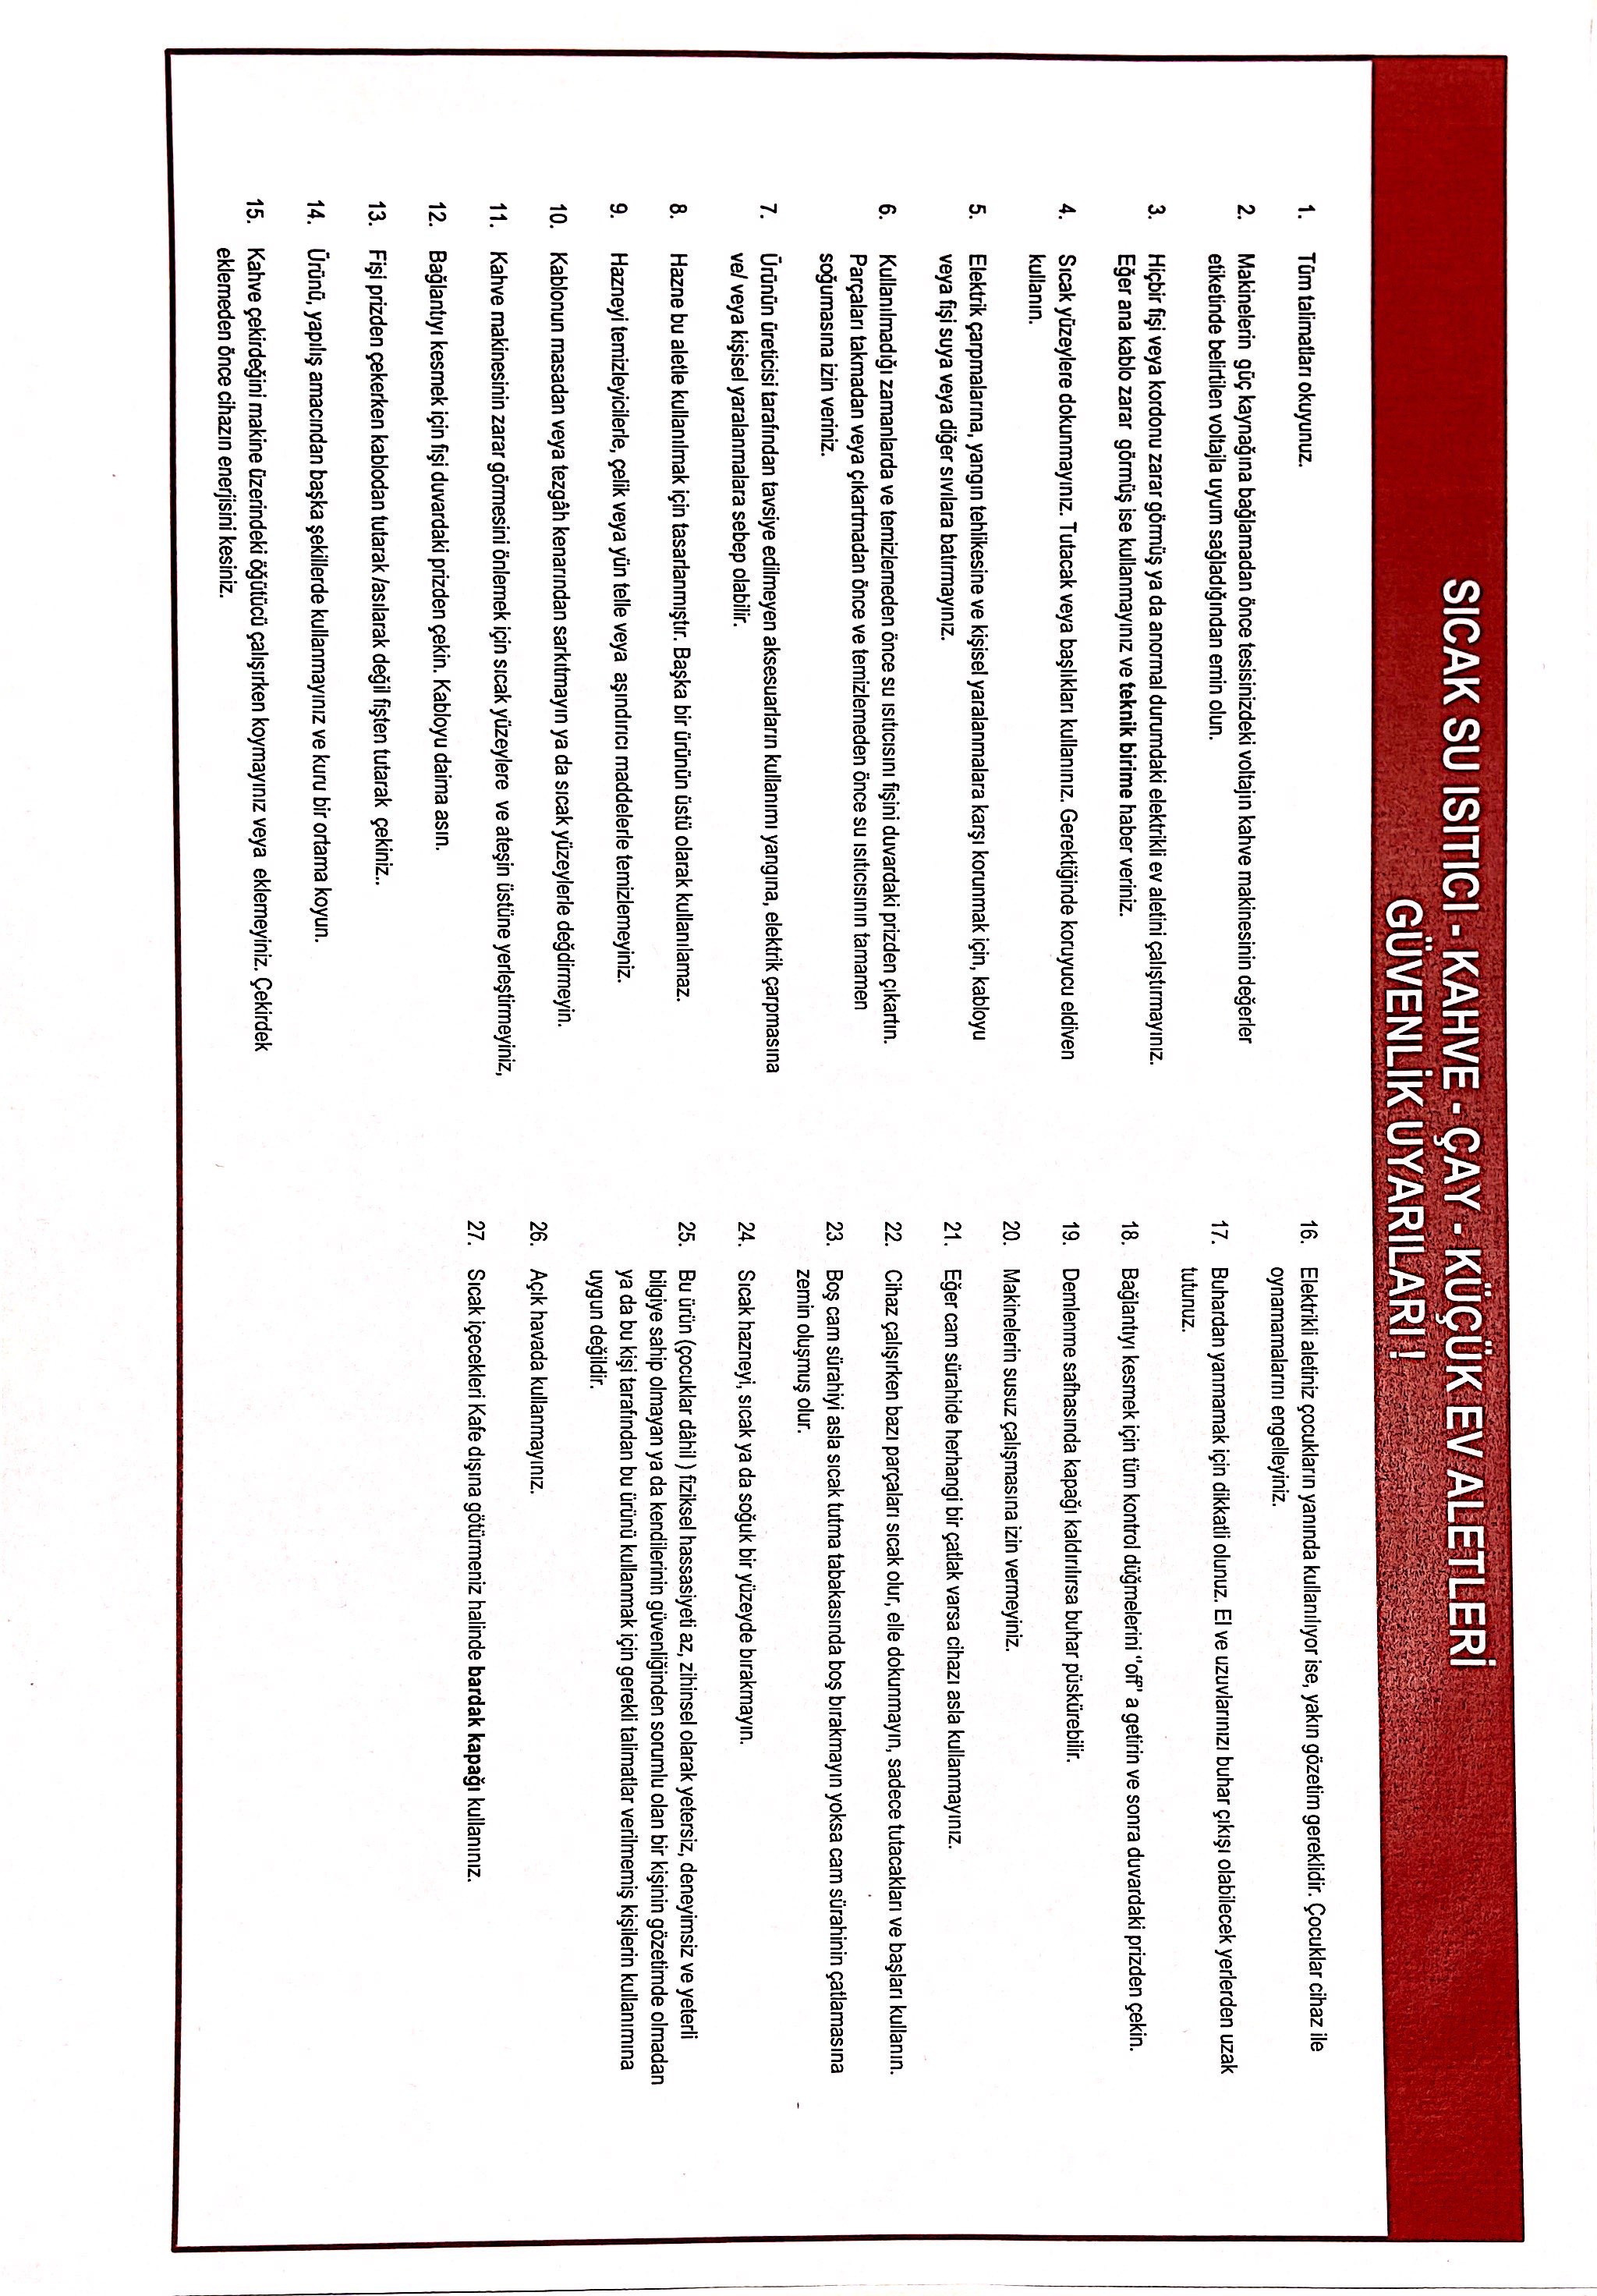 SICAK SU ISITICI - KAHVE - ÇAY - KÜÇÜK EV ALETLERİ
GÜVENLİK UYARILARI !
1. Tüm talimatları okuyunuz.
2. Makinelerin güç kaynağına bağlamadan önce tesisinizdeki voltajın kahve makinesinin değerler
etiketinde belirtilen voltajla uyum sağladığından emin olun.
3. Hiçbir fişi veya kordonu zarar görmüş ya da anormal durumdaki elektrikli ev aletini çalıştırmayınız.
Eğer ana kablo zarar görmüş ise kullanmayınız ve teknik birime haber veriniz.
4. Sıcak yüzeylere dokunmayınız. Tutacak veya başlıkları kullanınız. Gerektiğinde koruyucu eldiven
kullanın.
5. Elektrik çarpmalarına, yangın tehlikesine ve kişisel yaralanmalara karşı korunmak için, kabloyu
veya fişi suya veya diğer sıvılara batırmayınız.
6. Kullanılmadığı zamanlarda ve temizlemeden önce su ısıtıcısını fişini duvardaki prizden çıkartın.
Parçaları takmadan veya çıkartmadan önce ve temizlemeden önce su ısıtıcısının tamamen
soğumasına izin veriniz.
7. Ürünün üreticisi tarafından tavsiye edilmeyen aksesuarların kullanımı yangına, elektrik çarpmasına
ve/ veya kişisel yaralanmalara sebep olabilir.
8. Hazne bu aletle kullanılmak için tasarlanmıştır. Başka bir ürünün üstü olarak kullanılamaz.
9. Hazneyi temizleyicilerle, çelik veya yün telle veya aşındırıcı maddelerle temizlemeyiniz.
10. Kablonun masadan veya tezgâh kenarından sarkıtmayın ya da sıcak yüzeylerle değdirmeyin.
11. Kahve makinesinin zarar görmesini önlemek için sıcak yüzeylere ve ateşin üstüne yerleştirmeyiniz,
12. Bağlantıyı kesmek için fişi duvardaki prizden çekin. Kabloyu daima asın.
13. Fişi prizden çekerken kablodan tutarak /asılarak değil fişten tutarak çekiniz..
14. Ürünü, yapılış amacından başka şekillerde kullanmayınız ve kuru bir ortama koyun.
15. Kahve çekirdeğini makine üzerindeki öğütücü çalışırken koymayınız veya eklemeyiniz. Çekirdek
eklemeden önce cihazın enerjisini kesiniz.
16. Elektrikli aletiniz çocukların yanında kullanılıyor ise, yakın gözetim gereklidir. Çocuklar cihaz ile
oynamamalarını engelleyiniz.
17. Buhardan yanmamak için dikkatli olunuz. El ve uzuvlarınızı buhar çıkışı olabilecek yerlerden uzak
tutunuz.
18. Bağlantıyı kesmek için tüm kontrol düğmelerini ‘’off’’ a getirin ve sonra duvardaki prizden çekin.
19. Demlenme safhasında kapağı kaldırılırsa buhar püskürebilir.
20. Makinelerin susuz çalışmasına izin vermeyiniz.
21. Eğer cam sürahide herhangi bir çatlak varsa cihazı asla kullanmayınız.
22. Cihaz çalışırken bazı parçaları sıcak olur, elle dokunmayın, sadece tutacakları ve başları kullanın.
23. Boş cam sürahiyi asla sıcak tutma tabakasında boş bırakmayın yoksa cam sürahinin çatlamasına
zemin oluşmuş olur.
24. Sıcak hazneyi, sıcak ya da soğuk bir yüzeyde bırakmayın.
25. Bu ürün (çocuklar dâhil ) fiziksel hassasiyeti az, zihinsel olarak yetersiz, deneyimsiz ve yeterli
bilgiye sahip olmayan ya da kendilerinin güvenliğinden sorumlu olan bir kişinin gözetimde olmadan
ya da bu kişi tarafından bu ürünü kullanmak için gerekli talimatlar verilmemiş kişilerin kullanımına
uygun değildir.
26. Açık havada kullanmayınız.
27. Sıcak içecekleri Kafe dışına götürmeniz halinde bardak kapağı kullanınız.